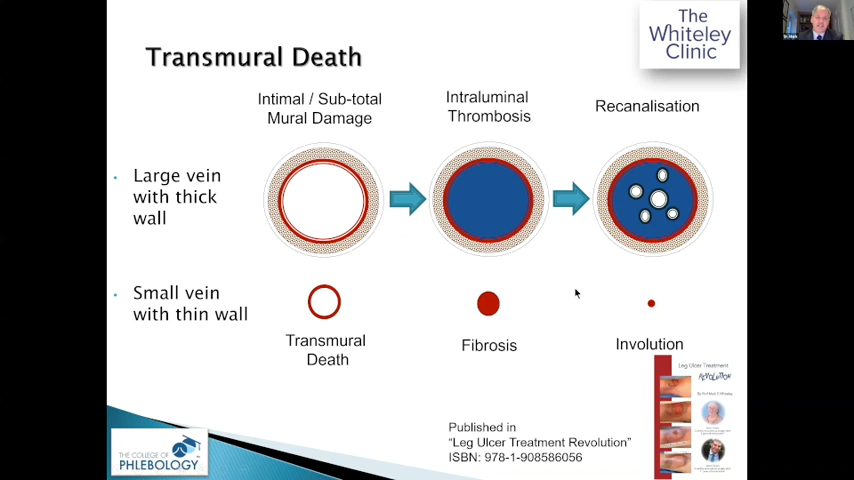 The
Whiteley
Clinic
Transmural Death
Intimal / Sub-total
Mural Damage
Intraluminal
Thrombosis
Recanalisation
• Large vein
with thick
wall
• Small vein
with thin wall
Transmural
Death
Fibrosis
Involution
Leg Ulcer Treatment
REVOLUTION
Published in
“Leg Ulcer Treatment Revolution”
ISBN: 978-1-908586056
THE COLLEGE OF
PHLEBOLOGY